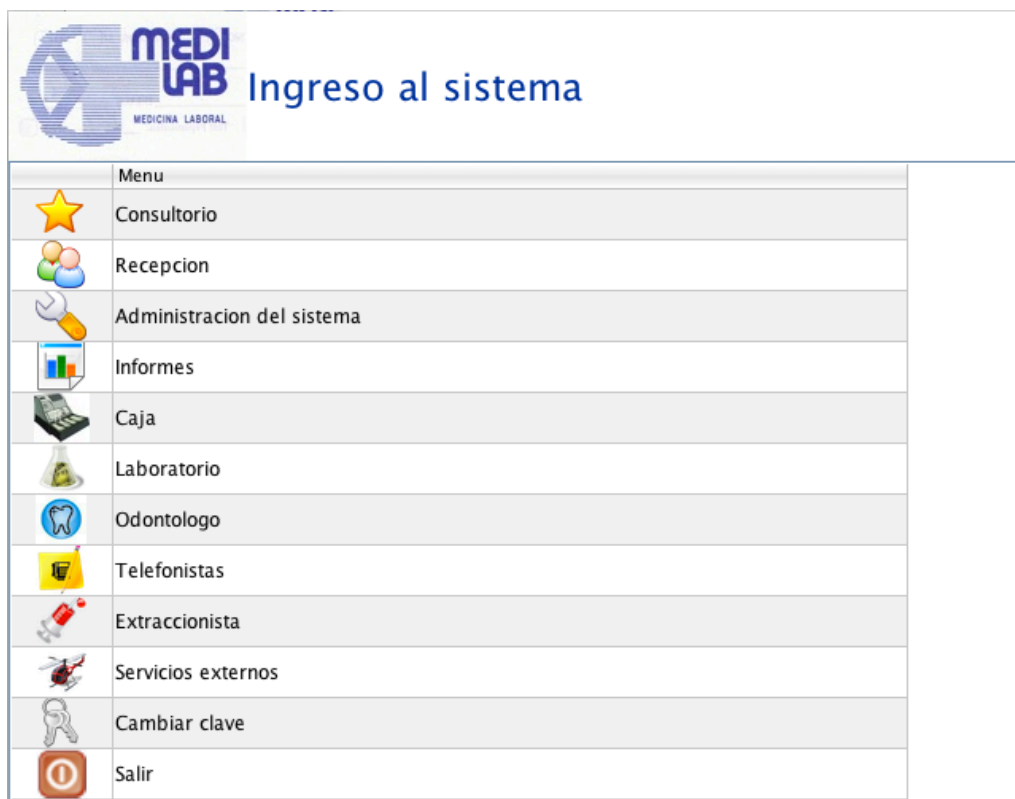 MEDI
LAB
MEDICINA LABORAL
Ingreso al sistema
Menu
Consultorio
Recepcion
Administracion del sistema
Informes
Caja
Laboratorio
Odontologo
Telefonistas
Extraccionista
Servicios externos
Cambiar clave
Salir